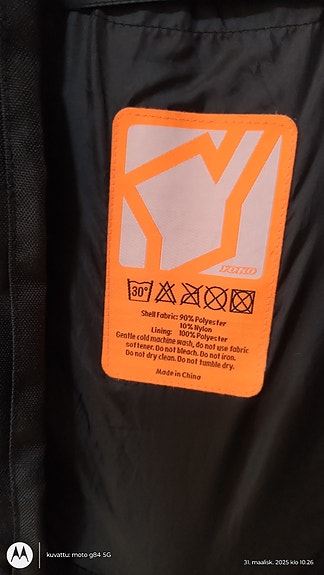 YOKO
30°
Shell Fabric: 90% Polyester
10% Nylon
Lining: 100% Polyester
Gentle cold machine wash, do not use fabric
softener. Do not bleach. Do not iron.
Do not dry clean. Do not tumble dry.
Made in China
kuvattu: moto g84 5G
31. maalisk. 2025 klo 10.26